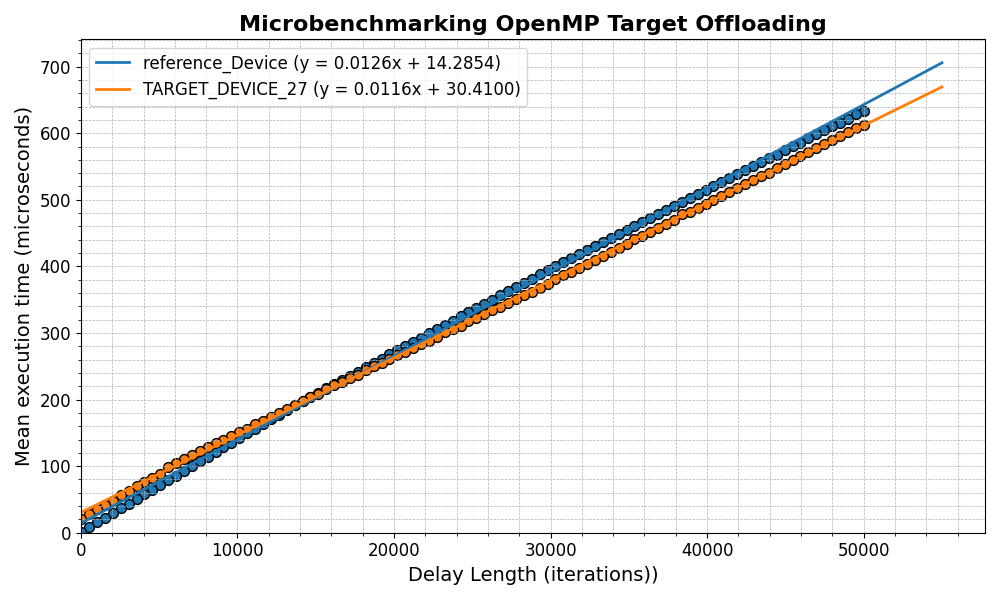 Microbenchmarking OpenMP Target Offloading
reference_Device (y = 0.0126x + 14.2854)
TARGET_DEVICE_27 (y = 0.0116x + 30.4100)
Mean execution time (microseconds)
700
600
500
400
300
200
100
0
0 10000 20000 30000 40000 50000
Delay Length (iterations))